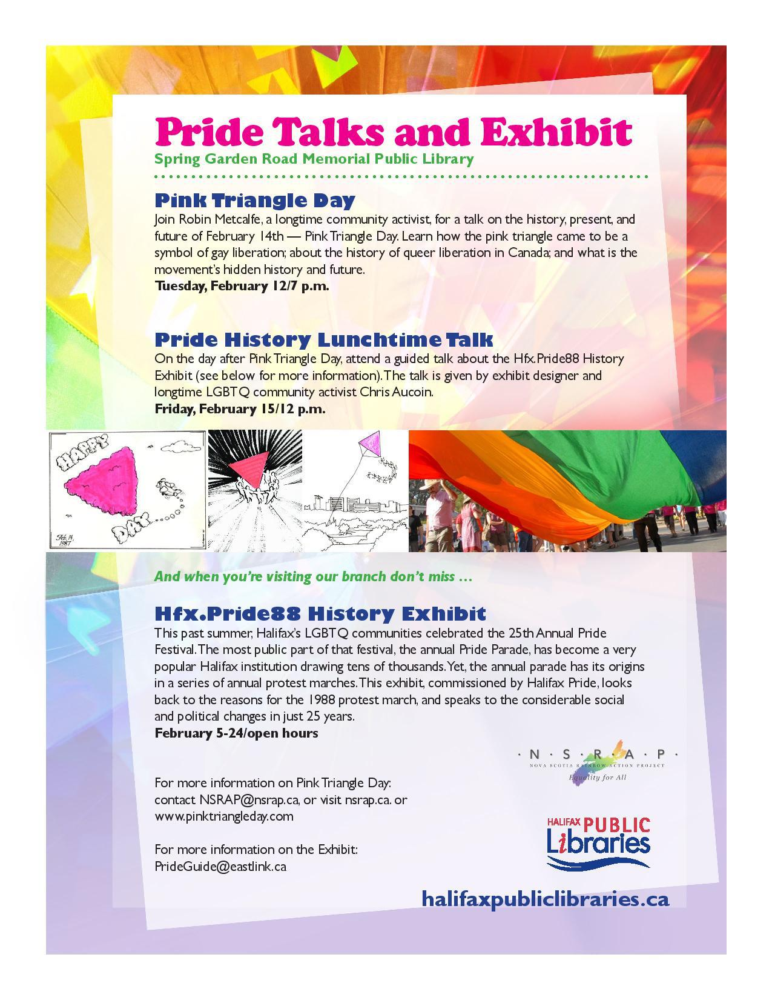 Pride Talks and Exhibit
Spring Garden Road Memorial Public Library
Pink Triangle Day
Join Robin Metcalfe, a longtime community activist, for a talk on the history, present, and
future of February 14th — Pink Triangle Day. Learn how the pink triangle came to be a
symbol of gay liberation; about the history of queer liberation in Canada; and what is the
movement's hidden history and future.
Tuesday, February 12/7 p.m.
Pride History Lunchtime Talk
On the day after Pink Triangle Day, attend a guided talk about the Hfx.Pride88 History
Exhibit (see below for more information). The talk is given by exhibit designer and
longtime LGBTQ community activist Chris Aucoin.
Friday, February 15/12 p.m.
HAPPY
DAY
Feb. 14,
1987
And when you're visiting our branch don't miss …
Hfx.Pride88 History Exhibit
This past summer, Halifax's LGBTQ communities celebrated the 25th Annual Pride
Festival. The most public part of that festival, the annual Pride Parade, has become a very
popular Halifax institution drawing tens of thousands. Yet, the annual parade has its origins
in a series of annual protest marches. This exhibit, commissioned by Halifax Pride, looks
back to the reasons for the 1988 protest march, and speaks to the considerable social
and political changes in just 25 years.
February 5-24/open hours
· N · S · R · A · P ·
NOVA SCOTIA RAINBOW ACTION PROJECT
Equality for All
For more information on Pink Triangle Day:
contact NSRAP@nsrap.ca, or visit nsrap.ca. or
www.pinktriangleday.com
HALIFAX PUBLIC
Libraries
For more information on the Exhibit:
PrideGuide@eastlink.ca
halifaxpubliclibraries.ca